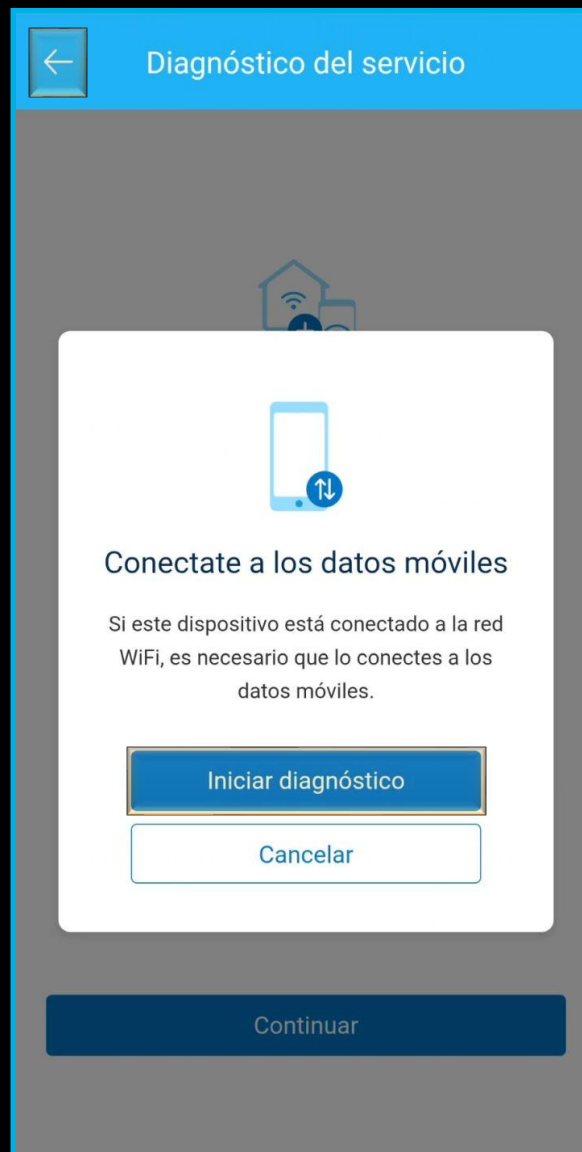 Diagnóstico del servicio
Conectate a los datos móviles
Si este dispositivo está conectado a la red
WiFi, es necesario que lo conectes a los
datos móviles.
Iniciar diagnóstico
Cancelar
Continuar